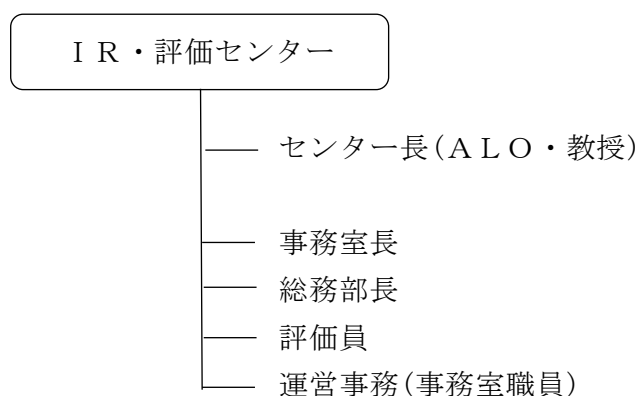 ＩＲ・評価センター
センター長(ＡＬＯ・教授)
事務室長
総務部長
評価員
運営事務(事務室職員)